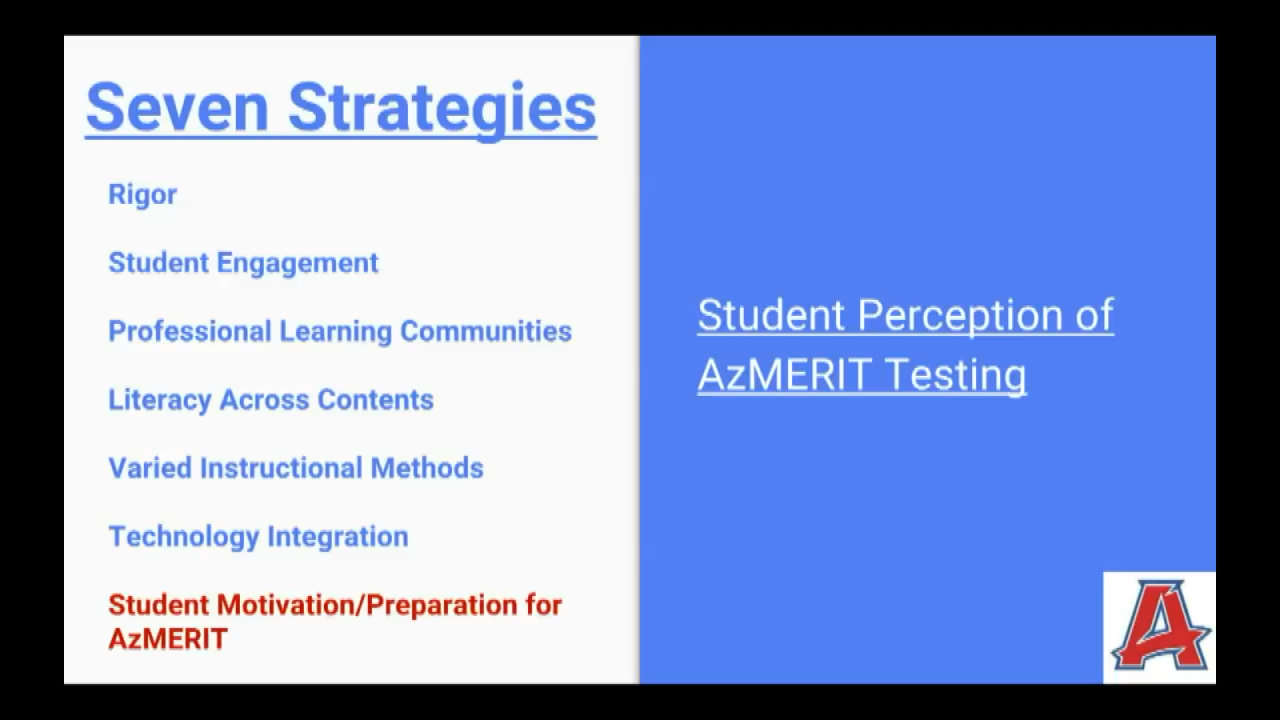 Seven Strategies
Rigor
Student Engagement
Professional Learning Communities
Literacy Across Contents
Varied Instructional Methods
Technology Integration
Student Motivation/Preparation for
AzMERIT
Student Perception of
AzMERIT Testing
A